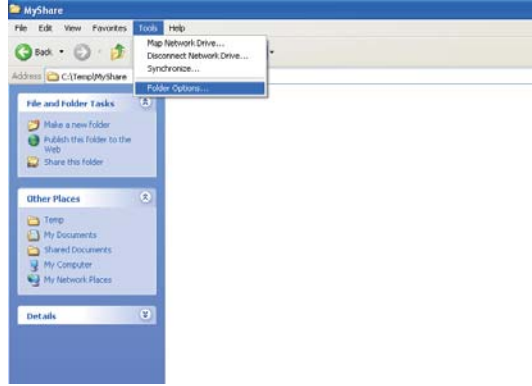 MyShare
File Edit View Favorites Tools Help
Map Network Drive...
Disconnect Network Drive...
Synchronize...
Folder Options...
Back
Address C:\Temp\MyShare
File and Folder Tasks
Make a new folder
Publish this folder to the
Web
Share this folder
Other Places
Temp
My Documents
Shared Documents
My Computer
My Network Places
Details